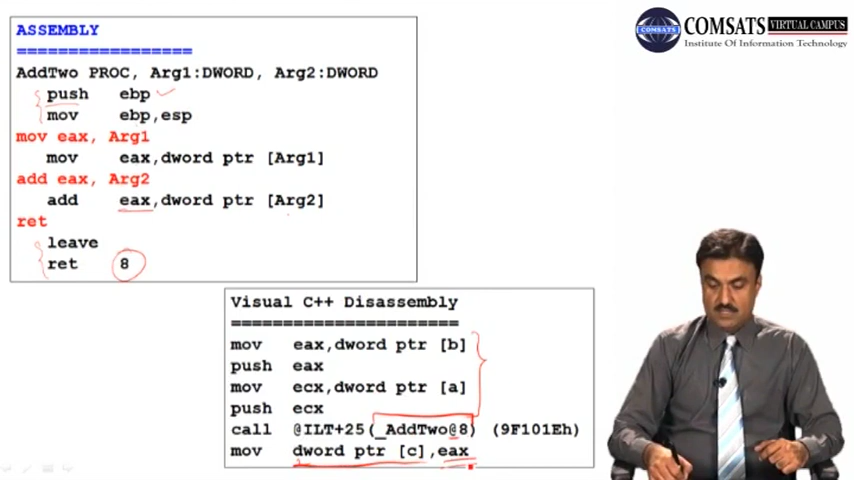 ASSEMBLY
==================
AddTwo PROC, Arg1:DWORD, Arg2:DWORD
push ebp
mov ebp,esp
mov eax, Arg1
mov eax,dword ptr [Arg1]
add eax, Arg2
add eax,dword ptr [Arg2]
ret
leave
ret 8
Visual C++ Disassembly
=======================
mov eax,dword ptr [b]
push eax
mov ecx,dword ptr [a]
push ecx
call @ILT+25(_AddTwo@8) (9F101Eh)
mov dword ptr [c],eax
COMSATS
COMSATS VIRTUAL CAMPUS
Institute Of Information Technology